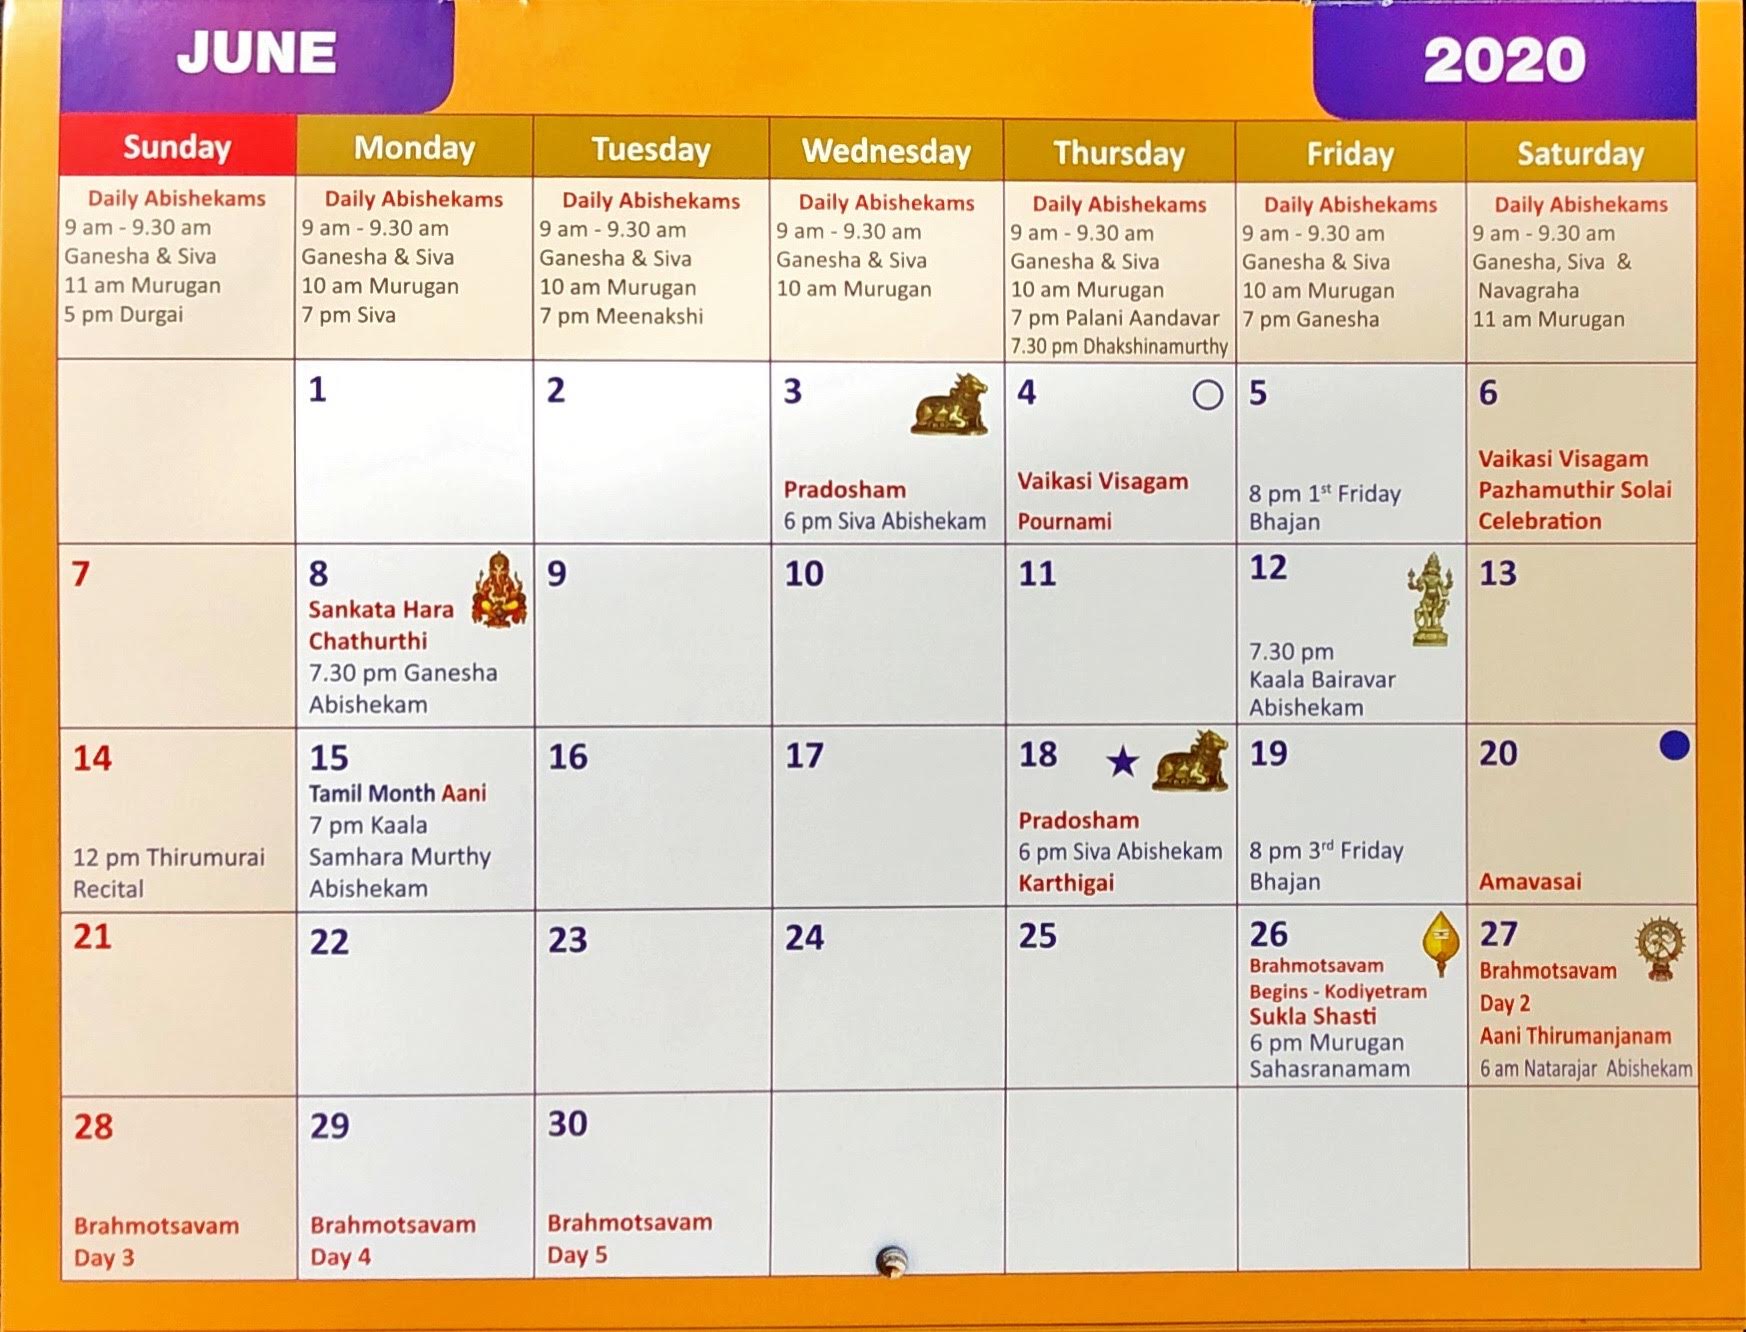 JUNE
2020
Sunday
Monday
Tuesday
Wednesday
Thursday
Friday
Saturday
Daily Abishekams
9 am - 9.30 am
Ganesha & Siva
11 am Murugan
5 pm Durgai
Daily Abishekams
9 am - 9.30 am
Ganesha & Siva
10 am Murugan
7 pm Siva
Daily Abishekams
9 am - 9.30 am
Ganesha & Siva
10 am Murugan
7 pm Meenakshi
Daily Abishekams
9 am - 9.30 am
Ganesha & Siva
10 am Murugan
Daily Abishekams
9 am - 9.30 am
Ganesha & Siva
10 am Murugan
7 pm Palani Aandavar
7.30 pm Dhakshinamurthy
Daily Abishekams
9 am - 9.30 am
Ganesha & Siva
10 am Murugan
7 pm Ganesha
Daily Abishekams
9 am - 9.30 am
Ganesha, Siva &
Navagraha
11 am Murugan
1
2
3
Pradosham
6 pm Siva Abishekam
4
Vaikasi Visagam
Pournami
5
8 pm 1st Friday
Bhajan
6
Vaikasi Visagam
Pazhamuthir Solai
Celebration
7
8
Sankata Hara
Chathurthi
7.30 pm Ganesha
Abishekam
9
10
11
12
7.30 pm
Kaala Bairavar
Abishekam
13
14
12 pm Thirumurai
Recital
15
Tamil Month Aani
7 pm Kaala
Samhara Murthy
Abishekam
16
17
18
Pradosham
6 pm Siva Abishekam
Karthigai
19
8 pm 3rd Friday
Bhajan
20
Amavasai
21
22
23
24
25
26
Brahmotsavam
Begins - Kodiyetram
Sukla Shasti
6 pm Murugan
Sahasranamam
27
Brahmotsavam
Day 2
Aani Thirumanjanam
6 am Natarajar Abishekam
28
Brahmotsavam
Day 3
29
Brahmotsavam
Day 4
30
Brahmotsavam
Day 5